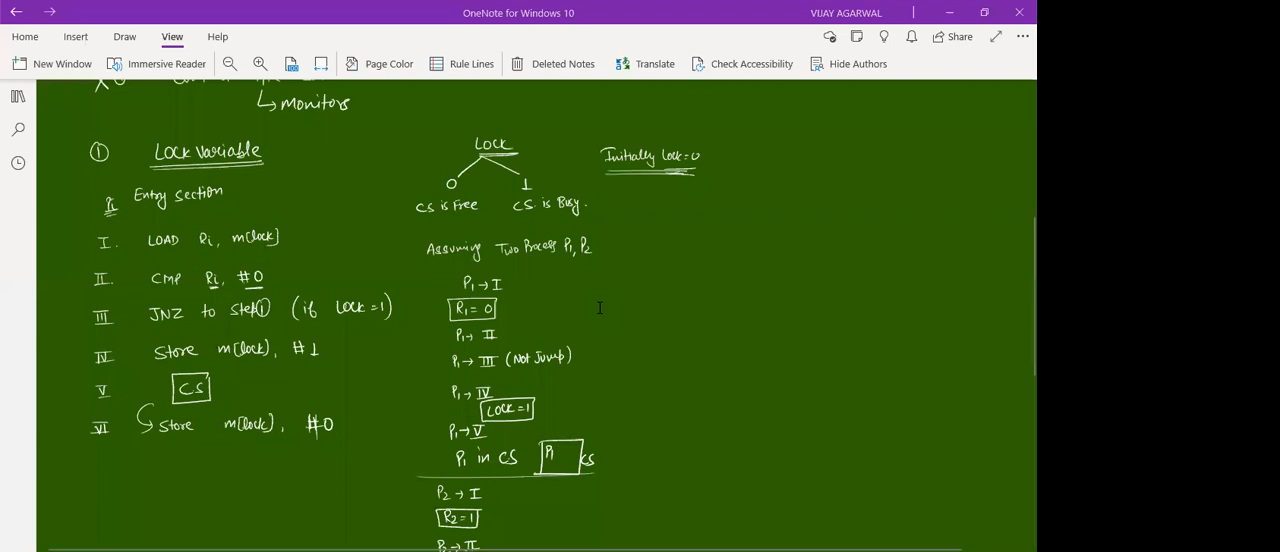 OneNote for Windows 10
VIJAY AGARWAL
Home Insert Draw View Help
Share
New Window Immersive Reader Page Color Rule Lines Deleted Notes Translate Check Accessibility Hide Authors
↳ monitors
① Lock Variable
Pi Entry section
I. LOAD Ri, m[lock]
II. CMP Ri, #0
III JNZ to step① (if lock=1)
IV Store m[lock], #1
V CS
VI Store m[lock], #0
LOCK
0 1
CS is Free CS. is Busy.
Assuming Two Process P1, P2
P1 → I
R1 = 0
P1 → II
P1 → III (Not Jump)
P1 → IV
LOCK=1
P1 → V
P1 in CS P1 CS
P2 → I
R2=1
P2 → II
Initially Lock=0